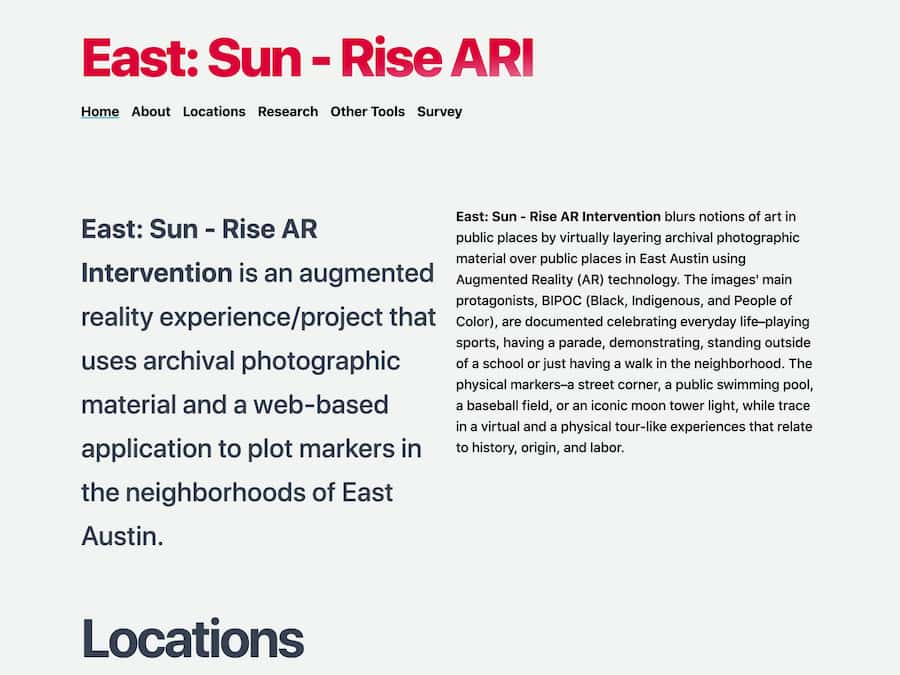 East: Sun - Rise ARI
Home About Locations Research Other Tools Survey
East: Sun - Rise AR
Intervention is an augmented
reality experience/project that
uses archival photographic
material and a web-based
application to plot markers in
the neighborhoods of East
Austin.
East: Sun - Rise AR Intervention blurs notions of art in
public places by virtually layering archival photographic
material over public places in East Austin using
Augmented Reality (AR) technology. The images' main
protagonists, BIPOC (Black, Indigenous, and People of
Color), are documented celebrating everyday life—playing
sports, having a parade, demonstrating, standing outside
of a school or just having a walk in the neighborhood. The
physical markers—a street corner, a public swimming pool,
a baseball field, or an iconic moon tower light, while trace
in a virtual and a physical tour-like experiences that relate
to history, origin, and labor.
Locations